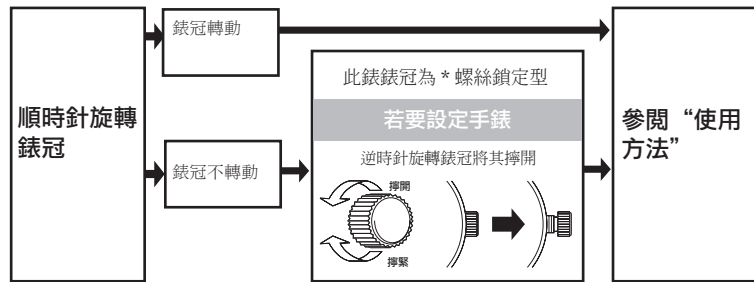 順時針旋轉
錶冠
錶冠轉動
錶冠不轉動
此錶錶冠為 * 螺絲鎖定型
若要設定手錶
逆時針旋轉錶冠將其擰開
擰開
擰緊
參閱“使用
方法”